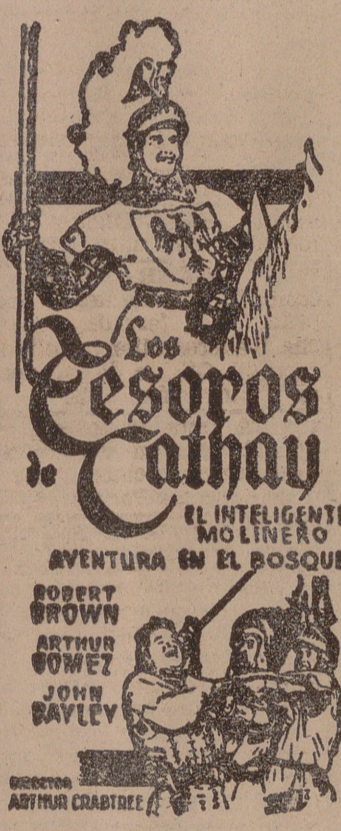 Los
Tesoros
de Cathay
EL INTELIGENTE
MOLINERO
AVENTURA EN EL BOSQUE
ROBERT
BROWN
ARTHUR
GOMEZ
JOHN
BAYLEY
DIRECTOR
ARTHUR CRABTREE